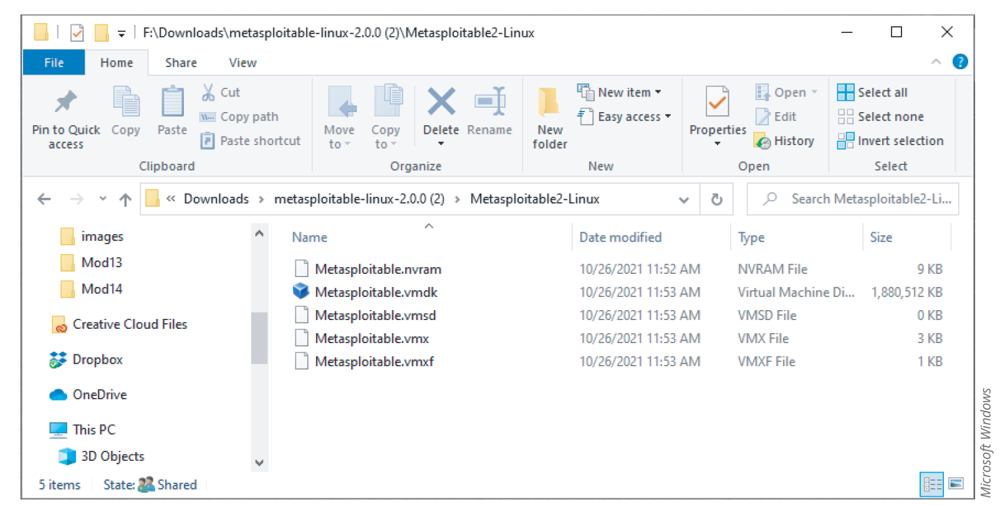 F:\Downloads\metasploitable-linux-2.0.0 (2)\Metasploitable2-Linux
File Home Share View
Pin to Quick access
Copy
Paste
Cut
Copy path
Paste shortcut
Clipboard
Move to
Copy to
Delete
Rename
Organize
New folder
New item
Easy access
New
Properties
Open
Edit
History
Open
Select all
Select none
Invert selection
Select
« Downloads › metasploitable-linux-2.0.0 (2) › Metasploitable2-Linux
Search Metasploitable2-Li...
images
Mod13
Mod14
Creative Cloud Files
Dropbox
OneDrive
This PC
3D Objects
Name Date modified Type Size
Metasploitable.nvram 10/26/2021 11:52 AM NVRAM File 9 KB
Metasploitable.vmdk 10/26/2021 11:53 AM Virtual Machine Di... 1,880,512 KB
Metasploitable.vmsd 10/26/2021 11:53 AM VMSD File 0 KB
Metasploitable.vmx 10/26/2021 11:53 AM VMX File 3 KB
Metasploitable.vmxf 10/26/2021 11:53 AM VMXF File 1 KB
5 items State: Shared
Microsoft Windows